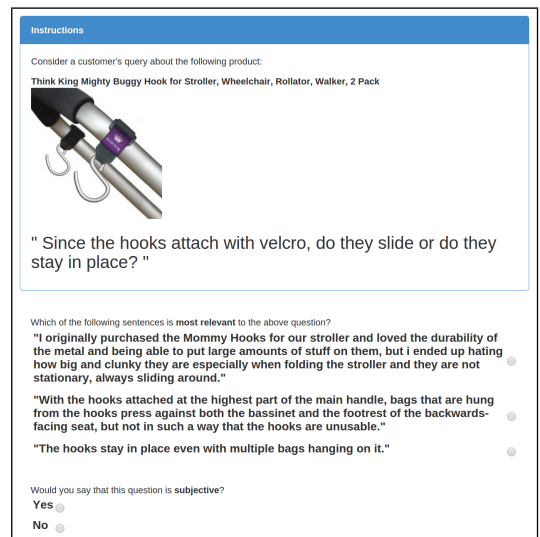 Instructions
Consider a customer's query about the following product:
Think King Mighty Buggy Hook for Stroller, Wheelchair, Rollator, Walker, 2 Pack
" Since the hooks attach with velcro, do they slide or do they
stay in place? "
Which of the following sentences is most relevant to the above question?
"I originally purchased the Mommy Hooks for our stroller and loved the durability of
the metal and being able to put large amounts of stuff on them, but i ended up hating
how big and clunky they are especially when folding the stroller and they are not
stationary, always sliding around."
"With the hooks attached at the highest part of the main handle, bags that are hung
from the hooks press against both the bassinet and the footrest of the backwards-
facing seat, but not in such a way that the hooks are unusable."
"The hooks stay in place even with multiple bags hanging on it."
Would you say that this question is subjective?
Yes
No